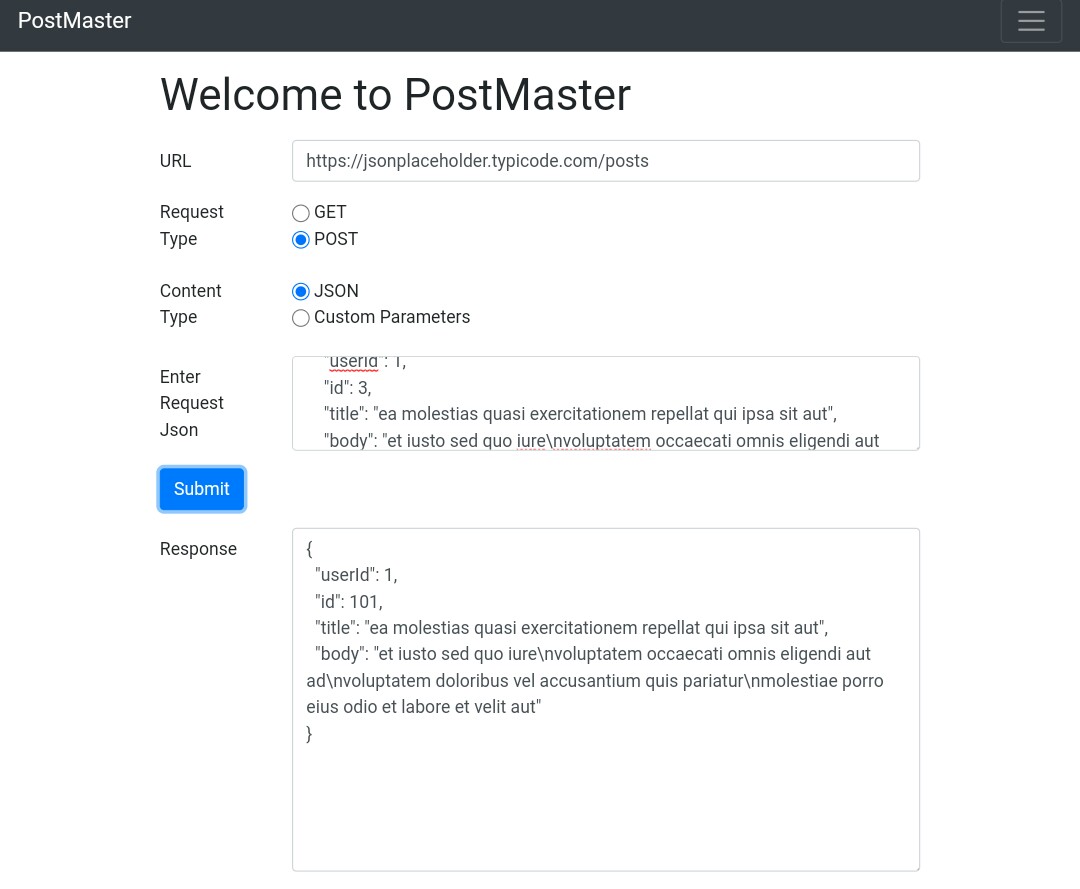 PostMaster
Welcome to PostMaster
URL
https://jsonplaceholder.typicode.com/posts
Request
Type
GET
POST
Content
Type
JSON
Custom Parameters
Enter
Request
Json
"userId": 1,
"id": 3,
"title": "ea molestias quasi exercitationem repellat qui ipsa sit aut",
"body": "et iusto sed quo iure\nvoluptatem occaecati omnis eligendi aut
Submit
Response
{
"userId": 1,
"id": 101,
"title": "ea molestias quasi exercitationem repellat qui ipsa sit aut",
"body": "et iusto sed quo iure\nvoluptatem occaecati omnis eligendi aut
ad\nvoluptatem doloribus vel accusantium quis pariatur\nmolestiae porro
eius odio et labore et velit aut"
}